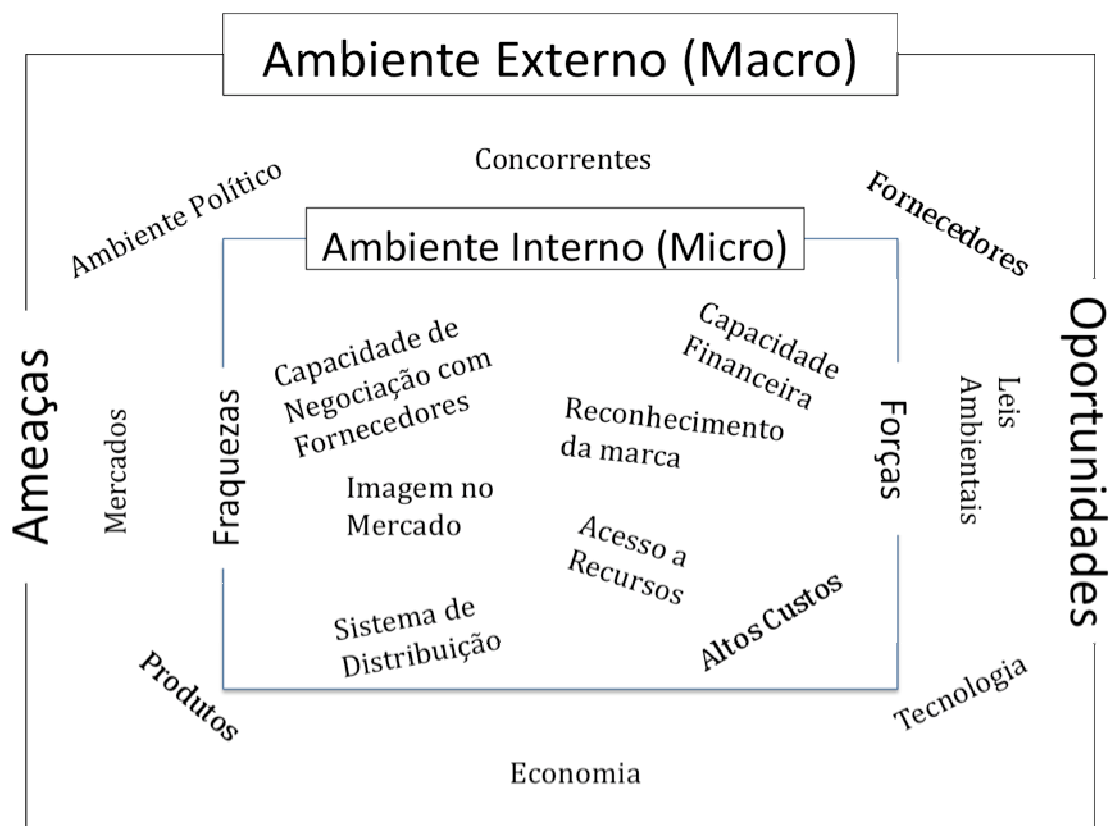 Ambiente Externo (Macro)
Concorrentes
Ambiente Político
Fornecedores
Ambiente Interno (Micro)
Ameaças
Mercados
Fraquezas
Capacidade de
Negociação com
Fornecedores
Capacidade
Financeira
Reconhecimento
da marca
Imagem no
Mercado
Acesso a
Recursos
Sistema de
Distribuição
Altos Custos
Forças
Leis
Ambientais
Oportunidades
Produtos
Tecnologia
Economia